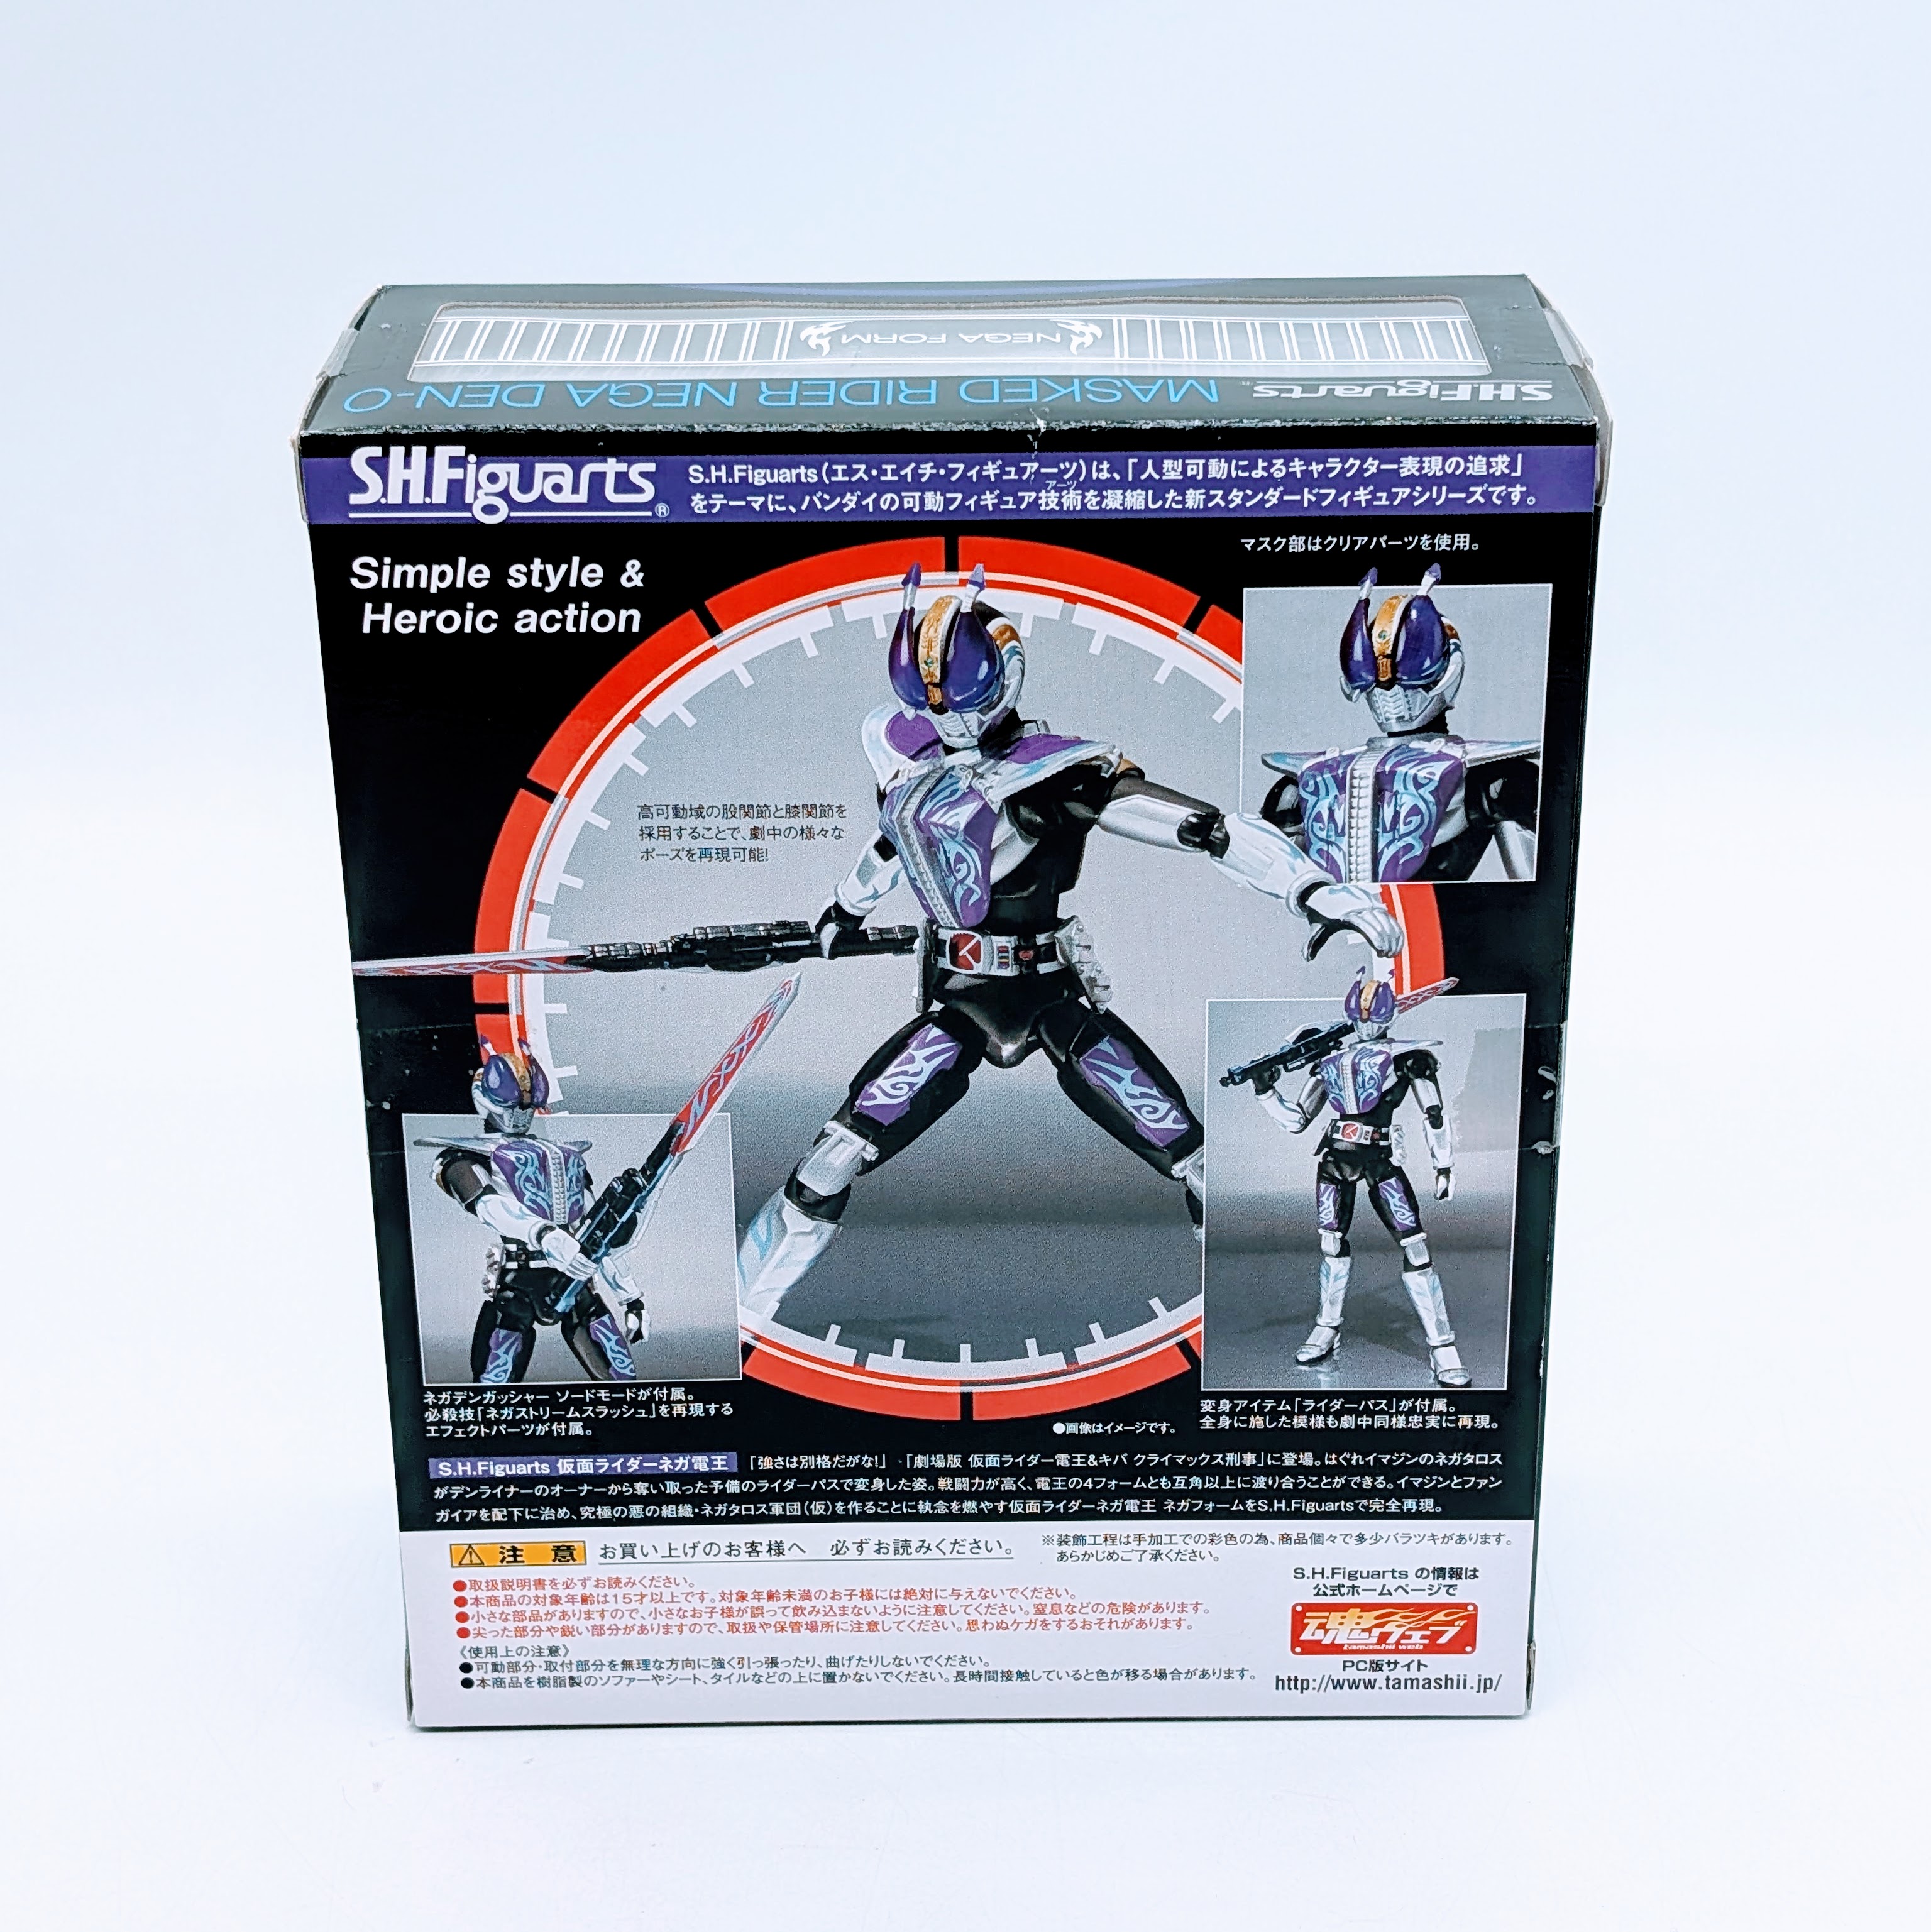 NEGA FORM
MASKED RIDER NEGA DEN-O
S.H.Figuarts
S.H.Figuarts®
S.H.Figuarts(エス・エイチ・フィギュアーツ)は、「人型可動によるキャラクター表現の追求」
をテーマに、バンダイの可動フィギュア技術を凝縮した新スタンダードフィギュアシリーズです。
アーツ
Simple style &
Heroic action
マスク部はクリアパーツを使用。
高可動域の股関節と膝関節を
採用することで、劇中の様々な
ポーズを再現可能!
ネガデンガッシャー ソードモードが付属。
必殺技「ネガストリームスラッシュ」を再現する
エフェクトパーツが付属。
●画像はイメージです。
変身アイテム「ライダーパス」が付属。
全身に施した模様も劇中同様忠実に再現。
S.H.Figuarts 仮面ライダーネガ電王 「強さは別格だがな!」・『劇場版 仮面ライダー電王&キバ クライマックス刑事』に登場。はぐれイマジンのネガタロス
がデンライナーのオーナーから奪い取った予備のライダーパスで変身した姿。戦闘力が高く、電王の4フォームとも互角以上に渡り合うことができる。イマジンとファン
ガイアを配下に治め、究極の悪の組織・ネガタロス軍団(仮)を作ることに執念を燃やす仮面ライダーネガ電王 ネガフォームをS.H.Figuartsで完全再現。
⚠注 意 お買い上げのお客様へ 必ずお読みください。
※装飾工程は手加工での彩色の為、商品個々で多少バラツキがあります。
あらかじめご了承ください。
●取扱説明書を必ずお読みください。
●本商品の対象年齢は15才以上です。対象年齢未満のお子様には絶対に与えないでください。
●小さな部品がありますので、小さなお子様が誤って飲み込まないように注意してください。窒息などの危険があります。
●尖った部分や鋭い部分がありますので、取扱や保管場所に注意してください。思わぬケガをするおそれがあります。
《使用上の注意》
●可動部分・取付部分を無理な方向に強く引っ張ったり、曲げたりしないでください。
●本商品を樹脂製のソファーやシート、タイルなどの上に置かないでください。長時間接触していると色が移る場合があります。
S.H.Figuarts の情報は
公式ホームページで
魂ウェブ
tamashii web
PC版サイト
http://www.tamashii.jp/